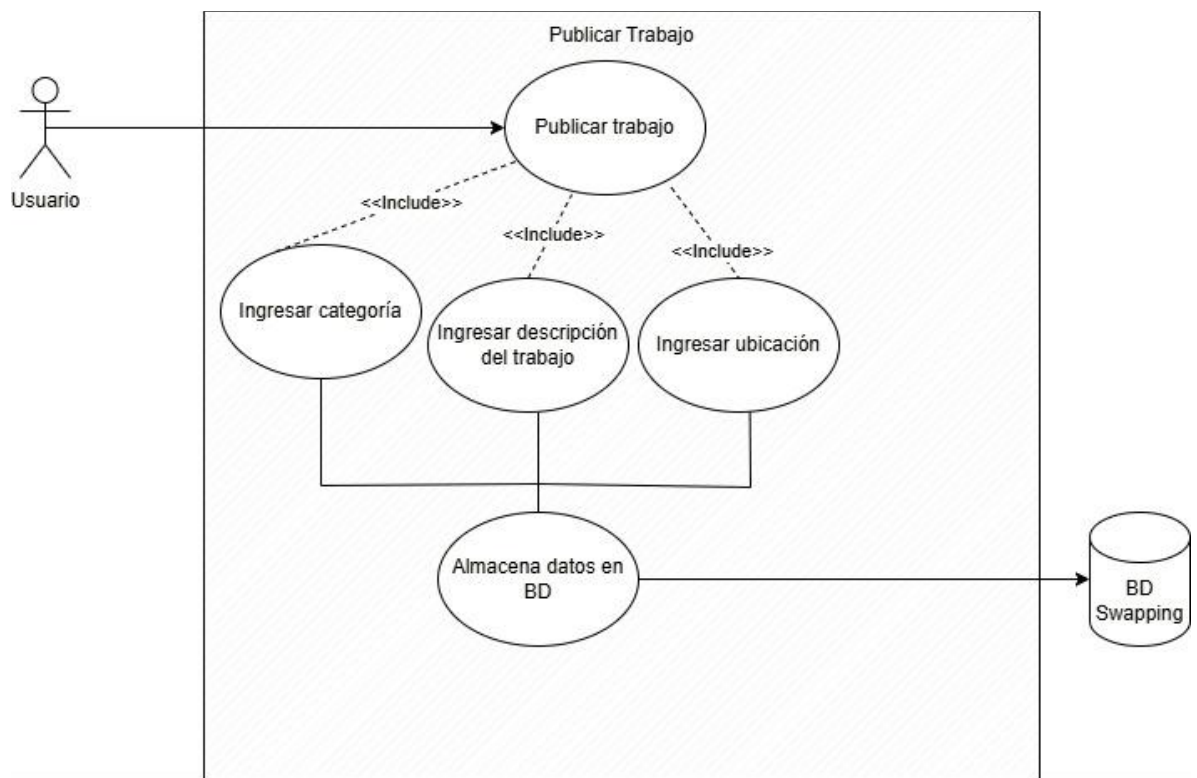 Publicar Trabajo
Publicar trabajo
Usuario
<<Include>>
<<Include>>
<<Include>>
Ingresar categoría
Ingresar descripción
del trabajo
Ingresar ubicación
Almacena datos en
BD
BD
Swapping